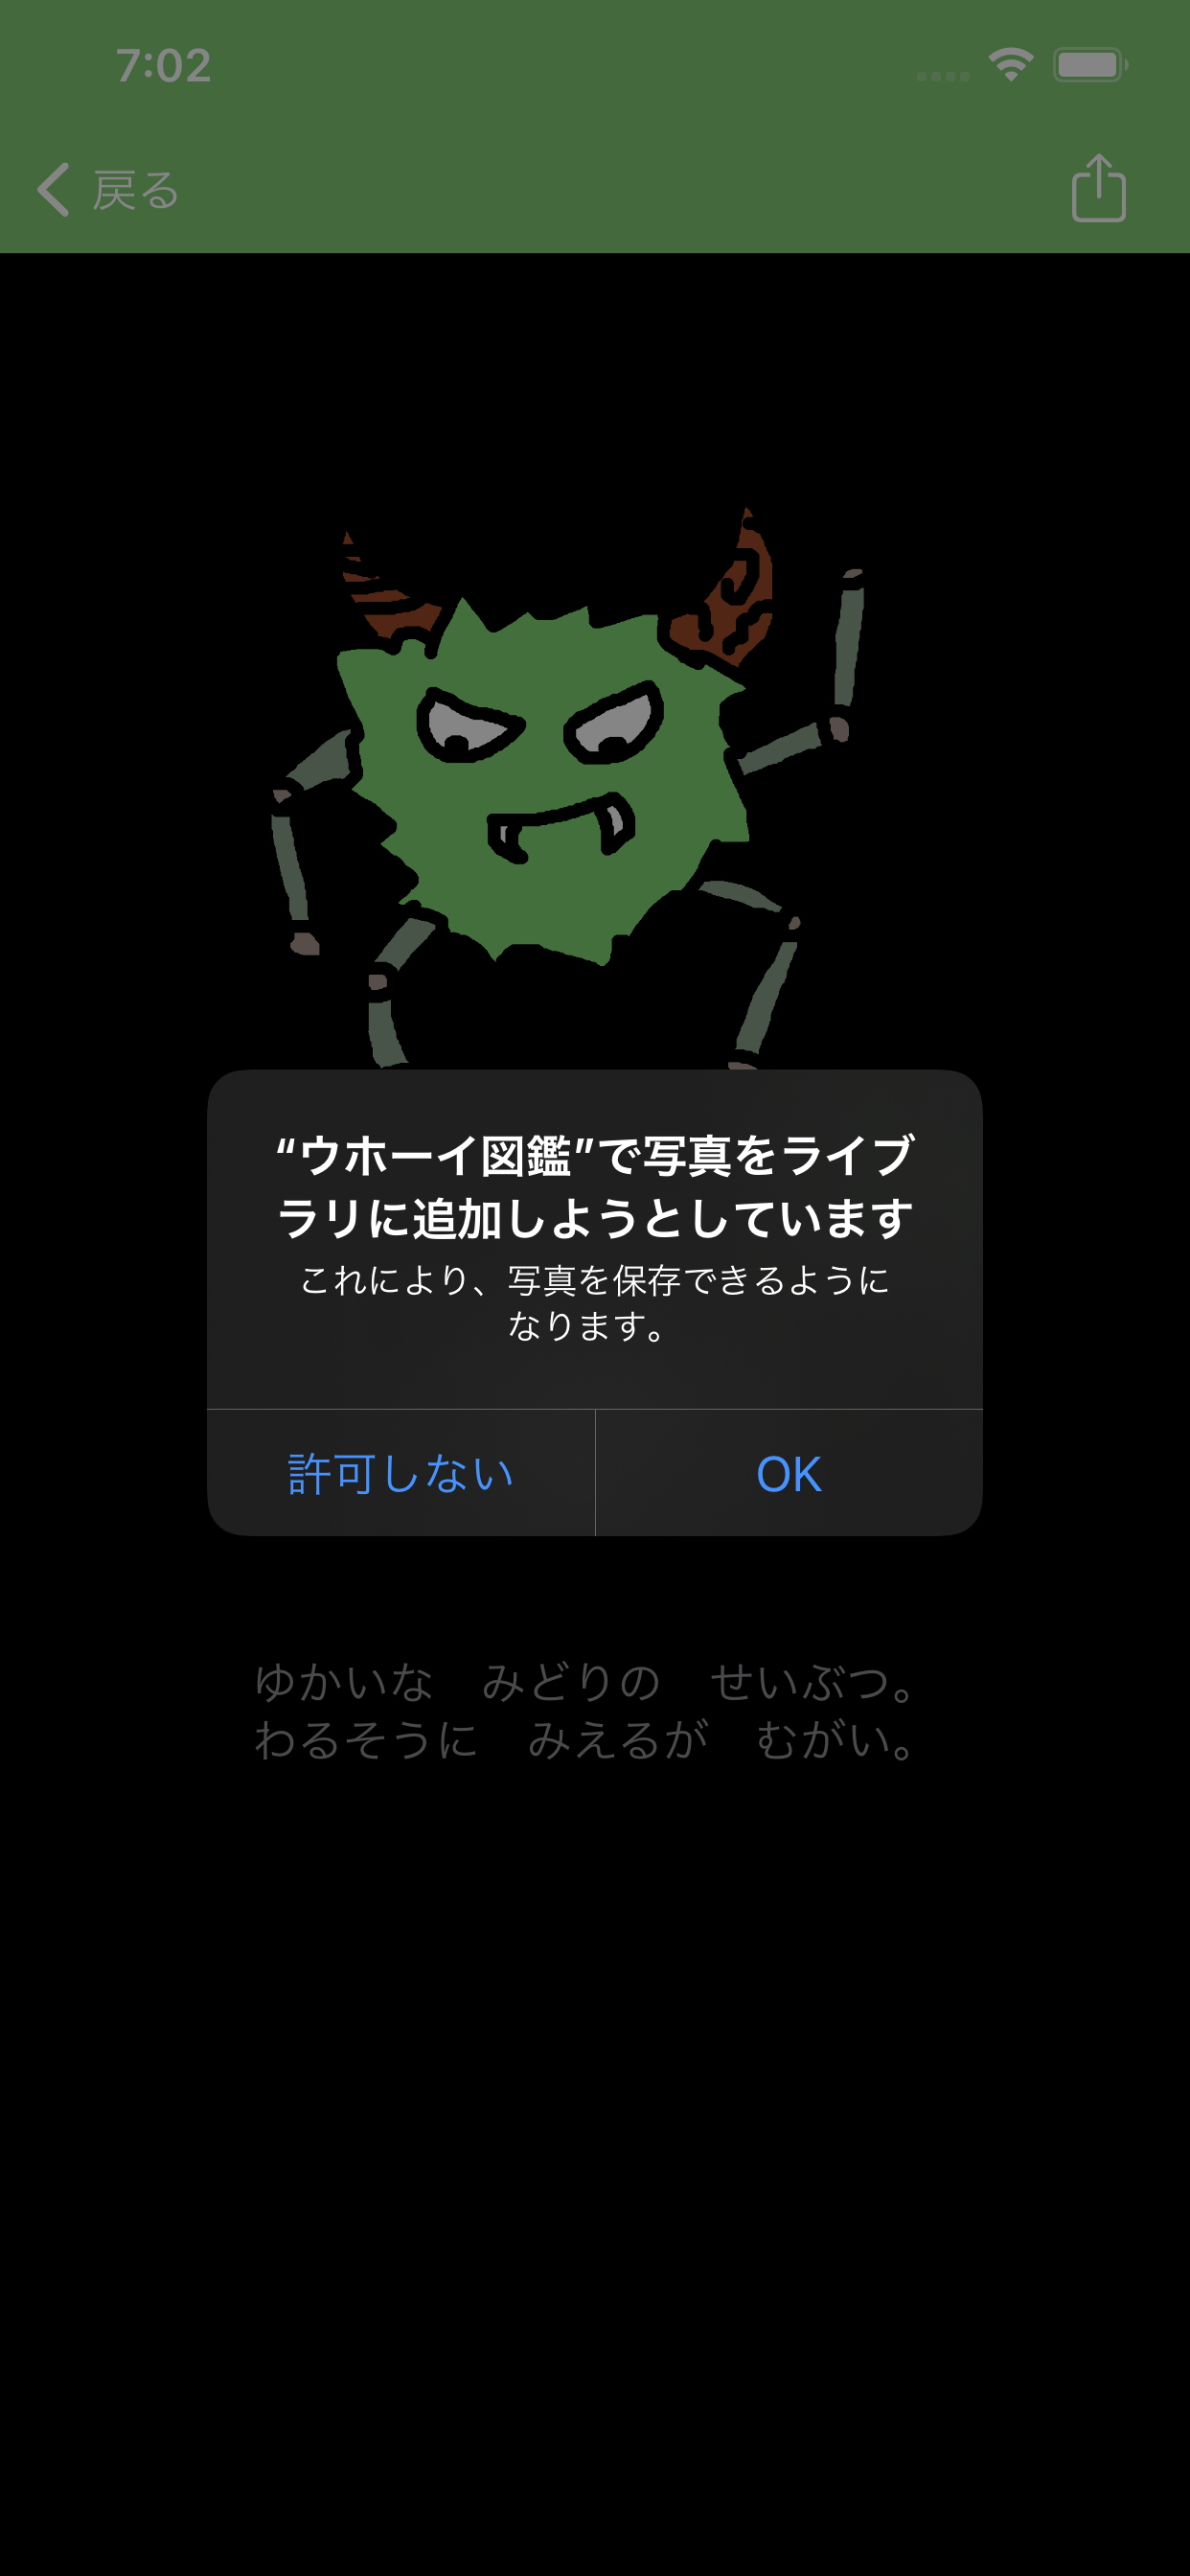 7:02
戻る
“ウホーイ図鑑”で写真をライブ
ラリに追加しようとしています
これにより、写真を保存できるように
なります。
許可しない
OK
ゆかいな　みどりの　せいぶつ。
わるそうに　みえるが　むがい。